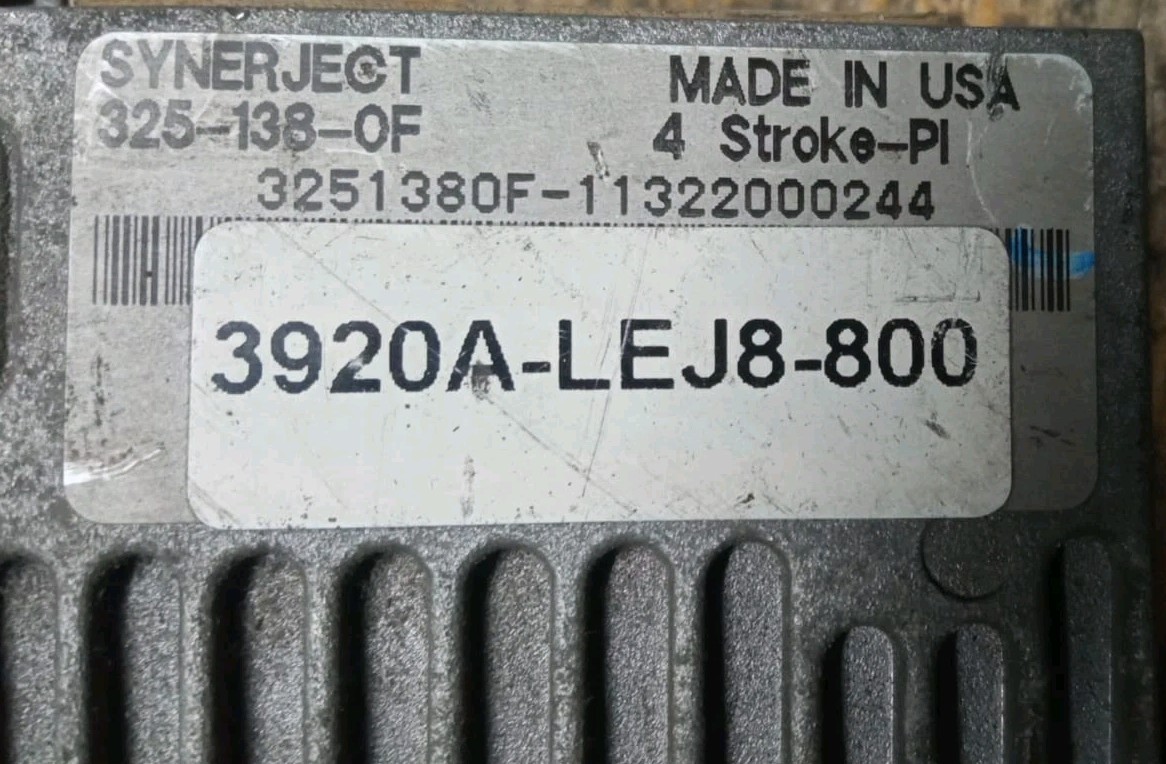 SYNERJECT
MADE IN USA
325-138-0F
4 Stroke-PI
3251380F-11322000244
3920A-LEJ8-800